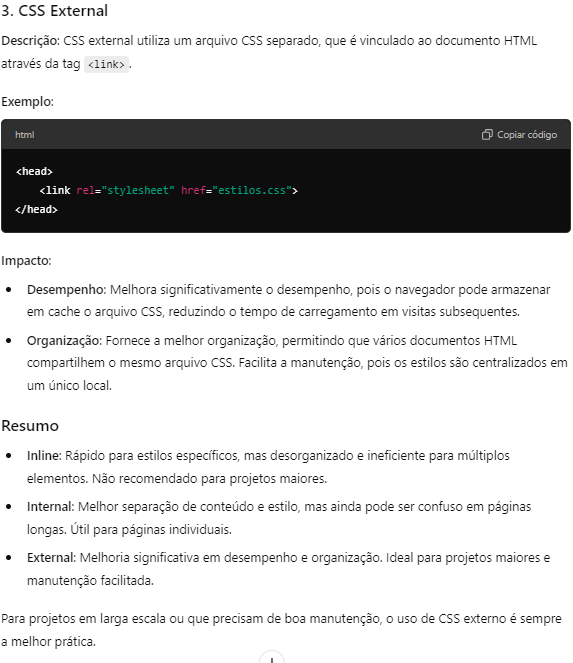 3. CSS External
Descrição: CSS external utiliza um arquivo CSS separado, que é vinculado ao documento HTML
através da tag <link>.
Exemplo:
html
Copiar código
<head>
<link rel="stylesheet" href="estilos.css">
</head>
Impacto:
Desempenho: Melhora significativamente o desempenho, pois o navegador pode armazenar
em cache o arquivo CSS, reduzindo o tempo de carregamento em visitas subsequentes.
Organização: Fornece a melhor organização, permitindo que vários documentos HTML
compartilhem o mesmo arquivo CSS. Facilita a manutenção, pois os estilos são centralizados em
um único local.
Resumo
Inline: Rápido para estilos específicos, mas desorganizado e ineficiente para múltiplos
elementos. Não recomendado para projetos maiores.
Internal: Melhor separação de conteúdo e estilo, mas ainda pode ser confuso em páginas
longas. Útil para páginas individuais.
External: Melhoria significativa em desempenho e organização. Ideal para projetos maiores e
manutenção facilitada.
Para projetos em larga escala ou que precisam de boa manutenção, o uso de CSS externo é sempre
a melhor prática.